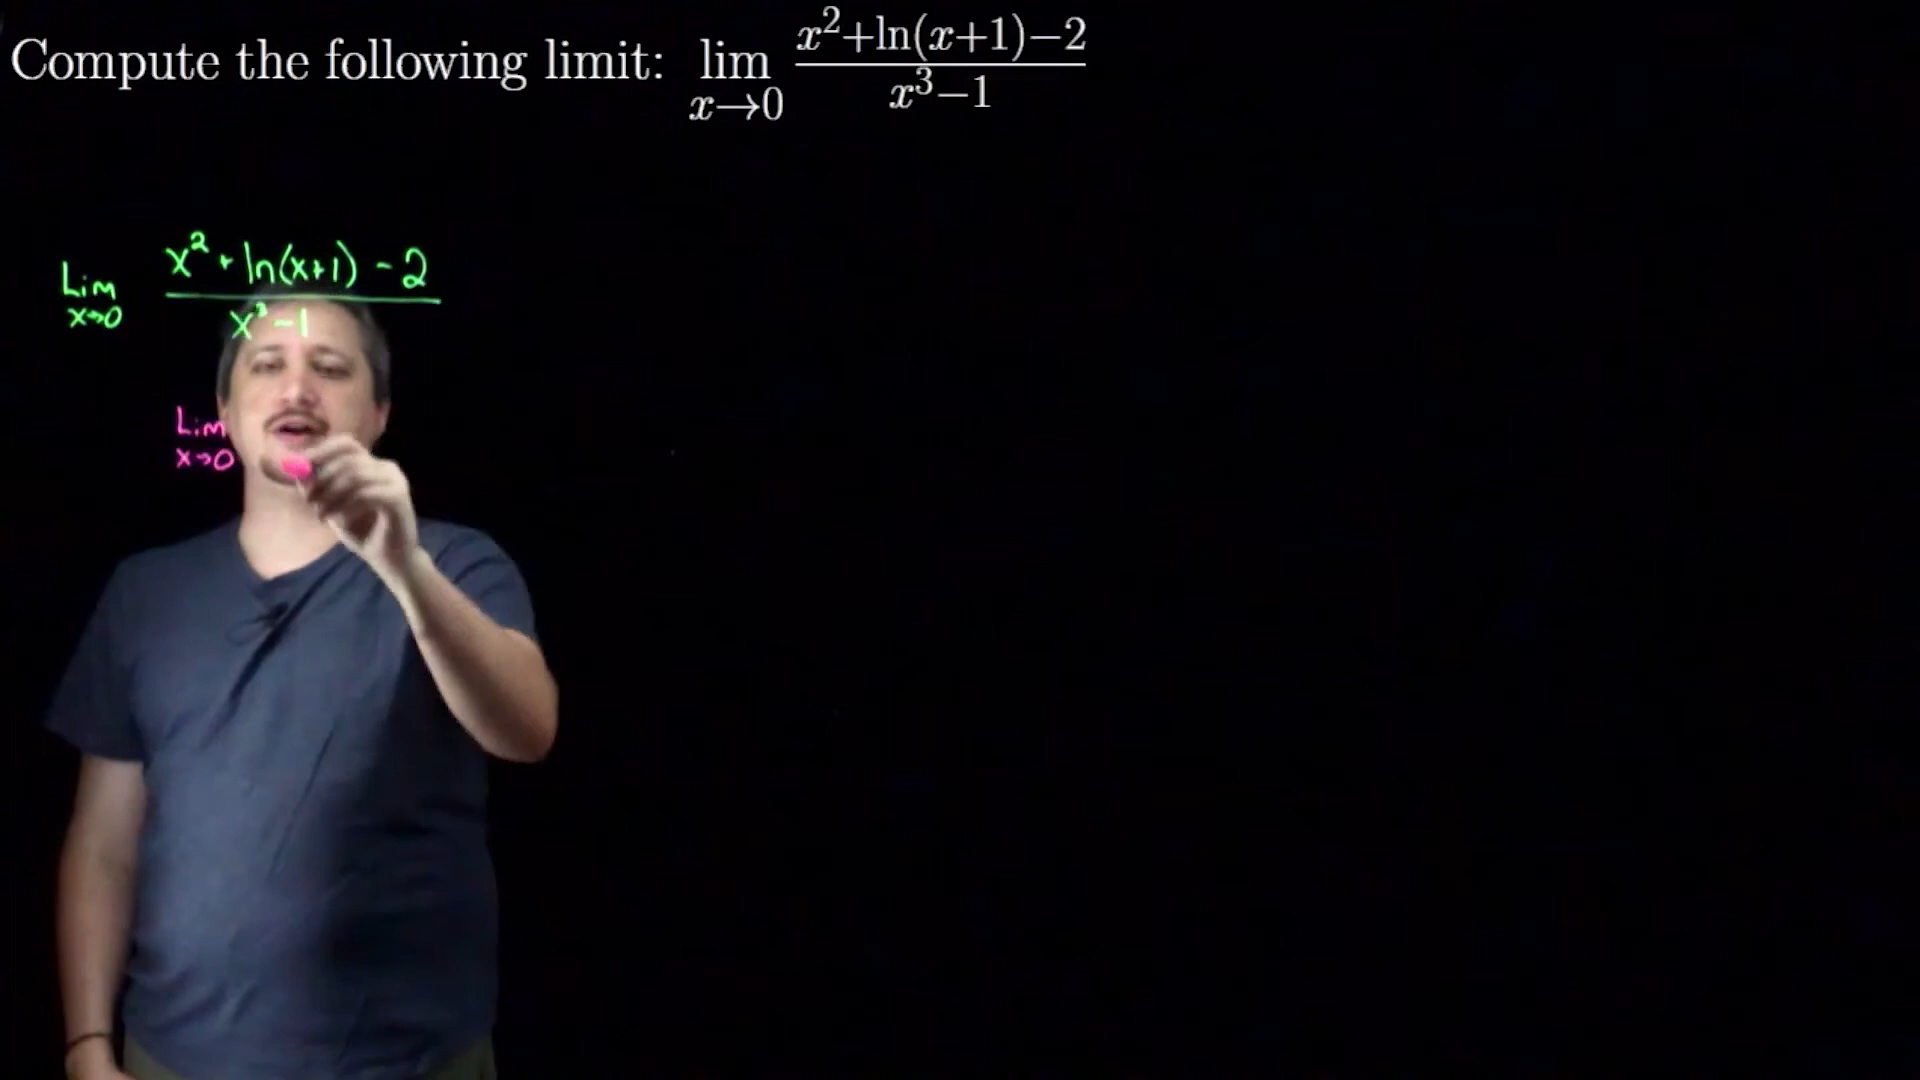 Compute the following limit: lim x→0 x²+ln(x+1)−2 / x³−1
Lim x→0 x² + ln(x+1) - 2 / x³ - 1
Lim x→0